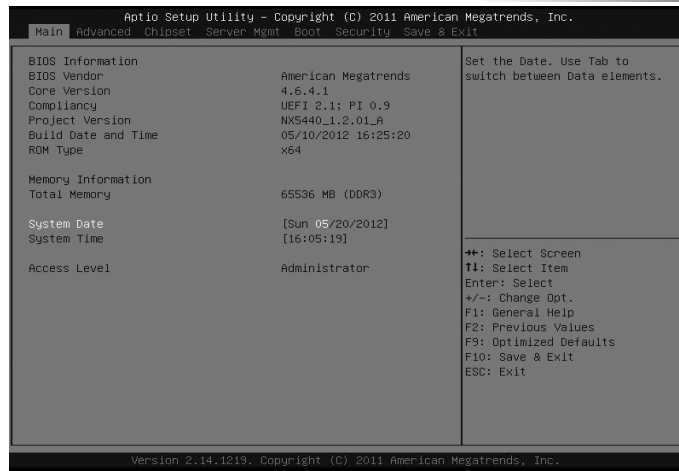 Aptio Setup Utility – Copyright (C) 2011 American Megatrends, Inc.
Main Advanced Chipset Server Mgmt Boot Security Save & Exit
BIOS Information
BIOS Vendor American Megatrends
Core Version 4.6.4.1
Compliancy UEFI 2.1; PI 0.9
Project Version NX5440_1.2.01_A
Build Date and Time 05/10/2012 16:25:20
ROM Type x64
Memory Information
Total Memory 65536 MB (DDR3)
System Date [Sun 05/20/2012]
System Time [16:05:19]
Access Level Administrator
Set the Date. Use Tab to
switch between Data elements.
→←: Select Screen
↑↓: Select Item
Enter: Select
+/-: Change Opt.
F1: General Help
F2: Previous Values
F9: Optimized Defaults
F10: Save & Exit
ESC: Exit
Version 2.14.1219. Copyright (C) 2011 American Megatrends, Inc.